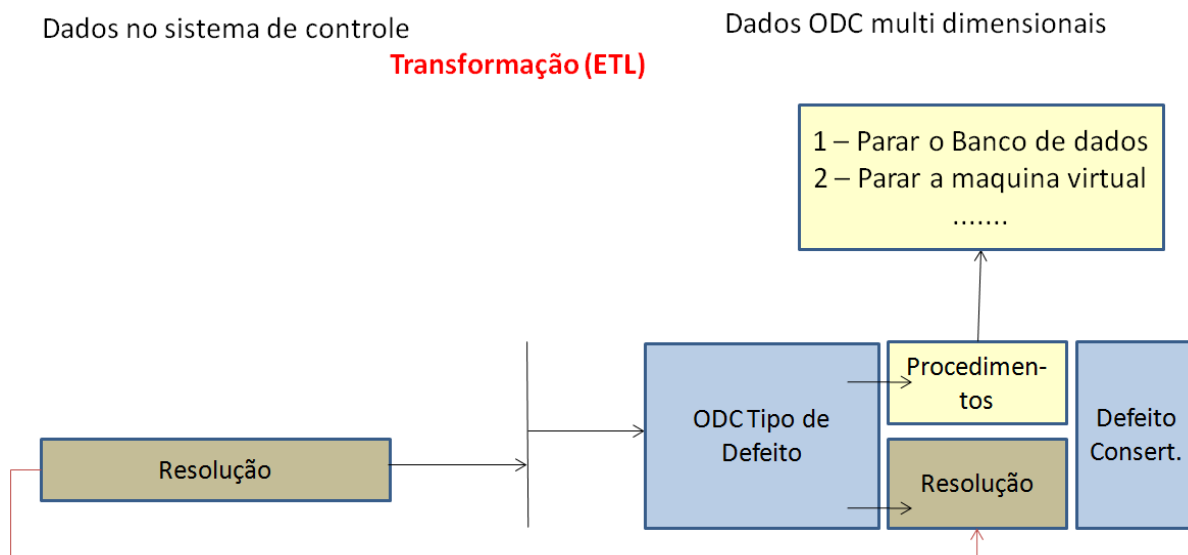 Dados no sistema de controle
Dados ODC multi dimensionais
Transformação (ETL)
1 – Parar o Banco de dados
2 – Parar a maquina virtual
.......
Procedimen-
tos
ODC Tipo de
Defeito
Defeito
Consert.
Resolução
Resolução